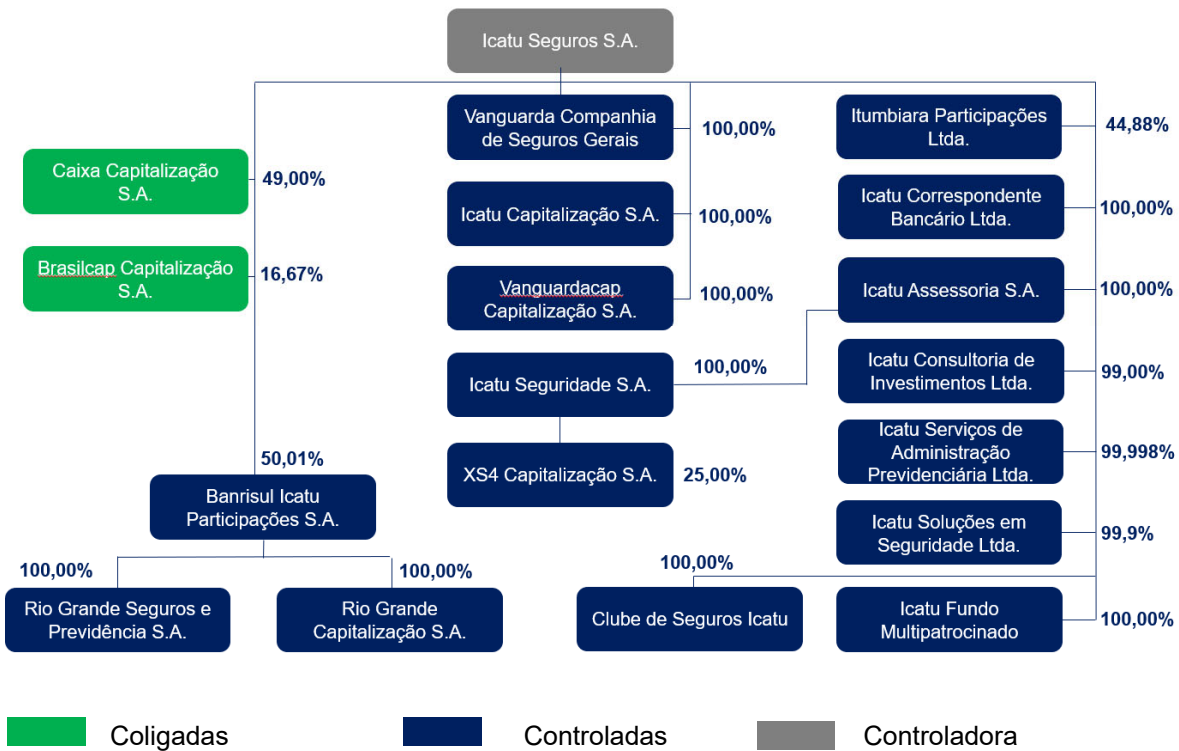 Icatu Seguros S.A.
Vanguarda Companhia
de Seguros Gerais
100,00%
Itumbiara Participações
Ltda.
44,88%
Caixa Capitalização
S.A.
49,00%
Icatu Capitalização S.A.
100,00%
Icatu Correspondente
Bancário Ltda.
100,00%
Brasilcap Capitalização
S.A.
16,67%
Vanguardacap
Capitalização S.A.
100,00%
Icatu Assessoria S.A.
100,00%
Icatu Seguridade S.A.
100,00%
Icatu Consultoria de
Investimentos Ltda.
99,00%
XS4 Capitalização S.A.
25,00%
Icatu Serviços de
Administração
Previdenciária Ltda.
99,998%
50,01%
Banrisul Icatu
Participações S.A.
Icatu Soluções em
Seguridade Ltda.
99,9%
100,00%
Rio Grande Seguros e
Previdência S.A.
100,00%
Rio Grande
Capitalização S.A.
100,00%
Clube de Seguros Icatu
Icatu Fundo
Multipatrocinado
100,00%
Coligadas
Controladas
Controladora